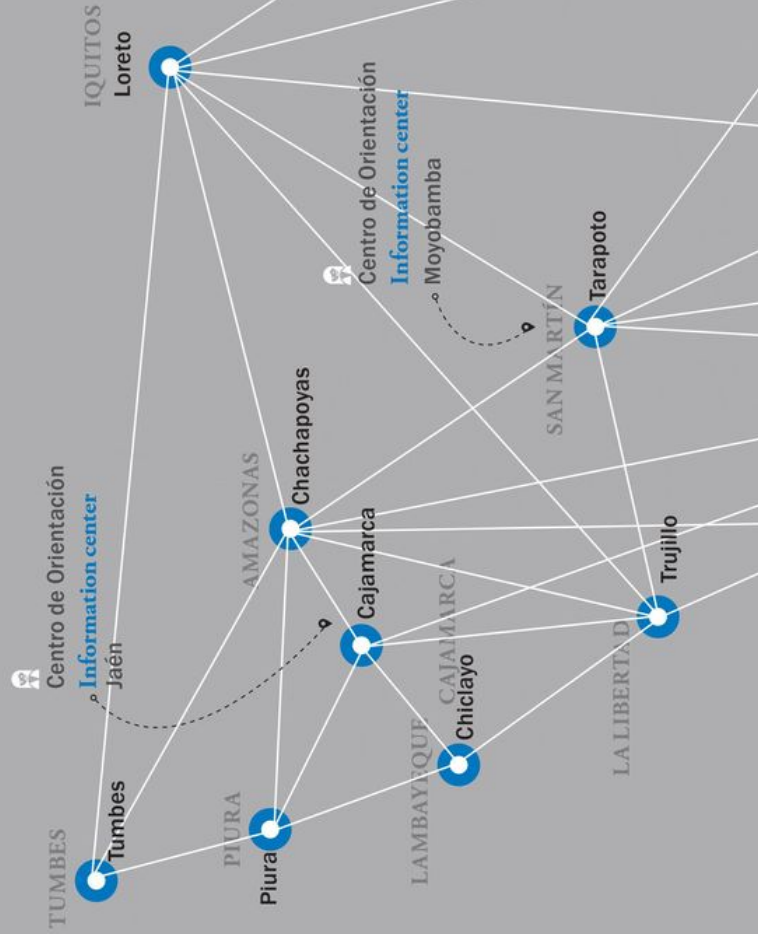 IQUITOS
Loreto
Centro de Orientación
Information center
Moyobamba
SAN MARTÍN
Tarapoto
Centro de Orientación
Information center
Jaén
AMAZONAS
Chachapoyas
Cajamarca
CAJAMARCA
TUMBES
Tumbes
PIURA
Piura
LAMBAYEQUE
Chiclayo
LA LIBERTAD
Trujillo